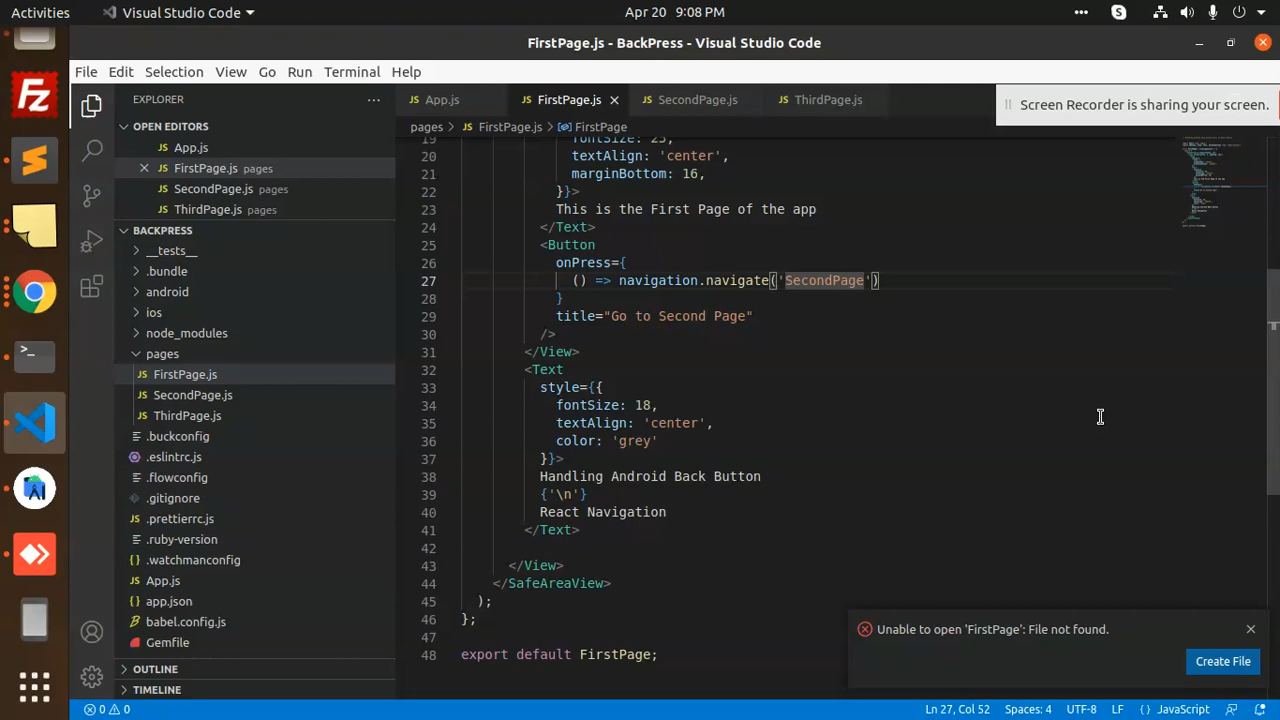 Activities
Visual Studio Code
Apr 20 9:08 PM
FirstPage.js - BackPress - Visual Studio Code
File Edit Selection View Go Run Terminal Help
EXPLORER
OPEN EDITORS
App.js
FirstPage.js pages
SecondPage.js pages
ThirdPage.js pages
BACKPRESS
__tests__
.bundle
android
ios
node_modules
pages
FirstPage.js
SecondPage.js
ThirdPage.js
.buckconfig
.eslintrc.js
.flowconfig
.gitignore
.prettierrc.js
.ruby-version
.watchmanconfig
App.js
app.json
babel.config.js
Gemfile
OUTLINE
TIMELINE
App.js FirstPage.js SecondPage.js ThirdPage.js
Screen Recorder is sharing your screen.
pages > FirstPage.js > FirstPage
19 fontSize: 25,
20 textAlign: 'center',
21 marginBottom: 16,
22 }}>
23 This is the First Page of the app
24 </Text>
25 <Button
26 onPress={
27 () => navigation.navigate('SecondPage')
28 }
29 title="Go to Second Page"
30 />
31 </View>
32 <Text
33 style={{
34 fontSize: 18,
35 textAlign: 'center',
36 color: 'grey'
37 }}>
38 Handling Android Back Button
39 {'\n'}
40 React Navigation
41 </Text>
42
43 </View>
44 </SafeAreaView>
45 );
46 };
47
48 export default FirstPage;
Unable to open 'FirstPage': File not found.
Create File
0 0
Ln 27, Col 52 Spaces: 4 UTF-8 LF {} JavaScript